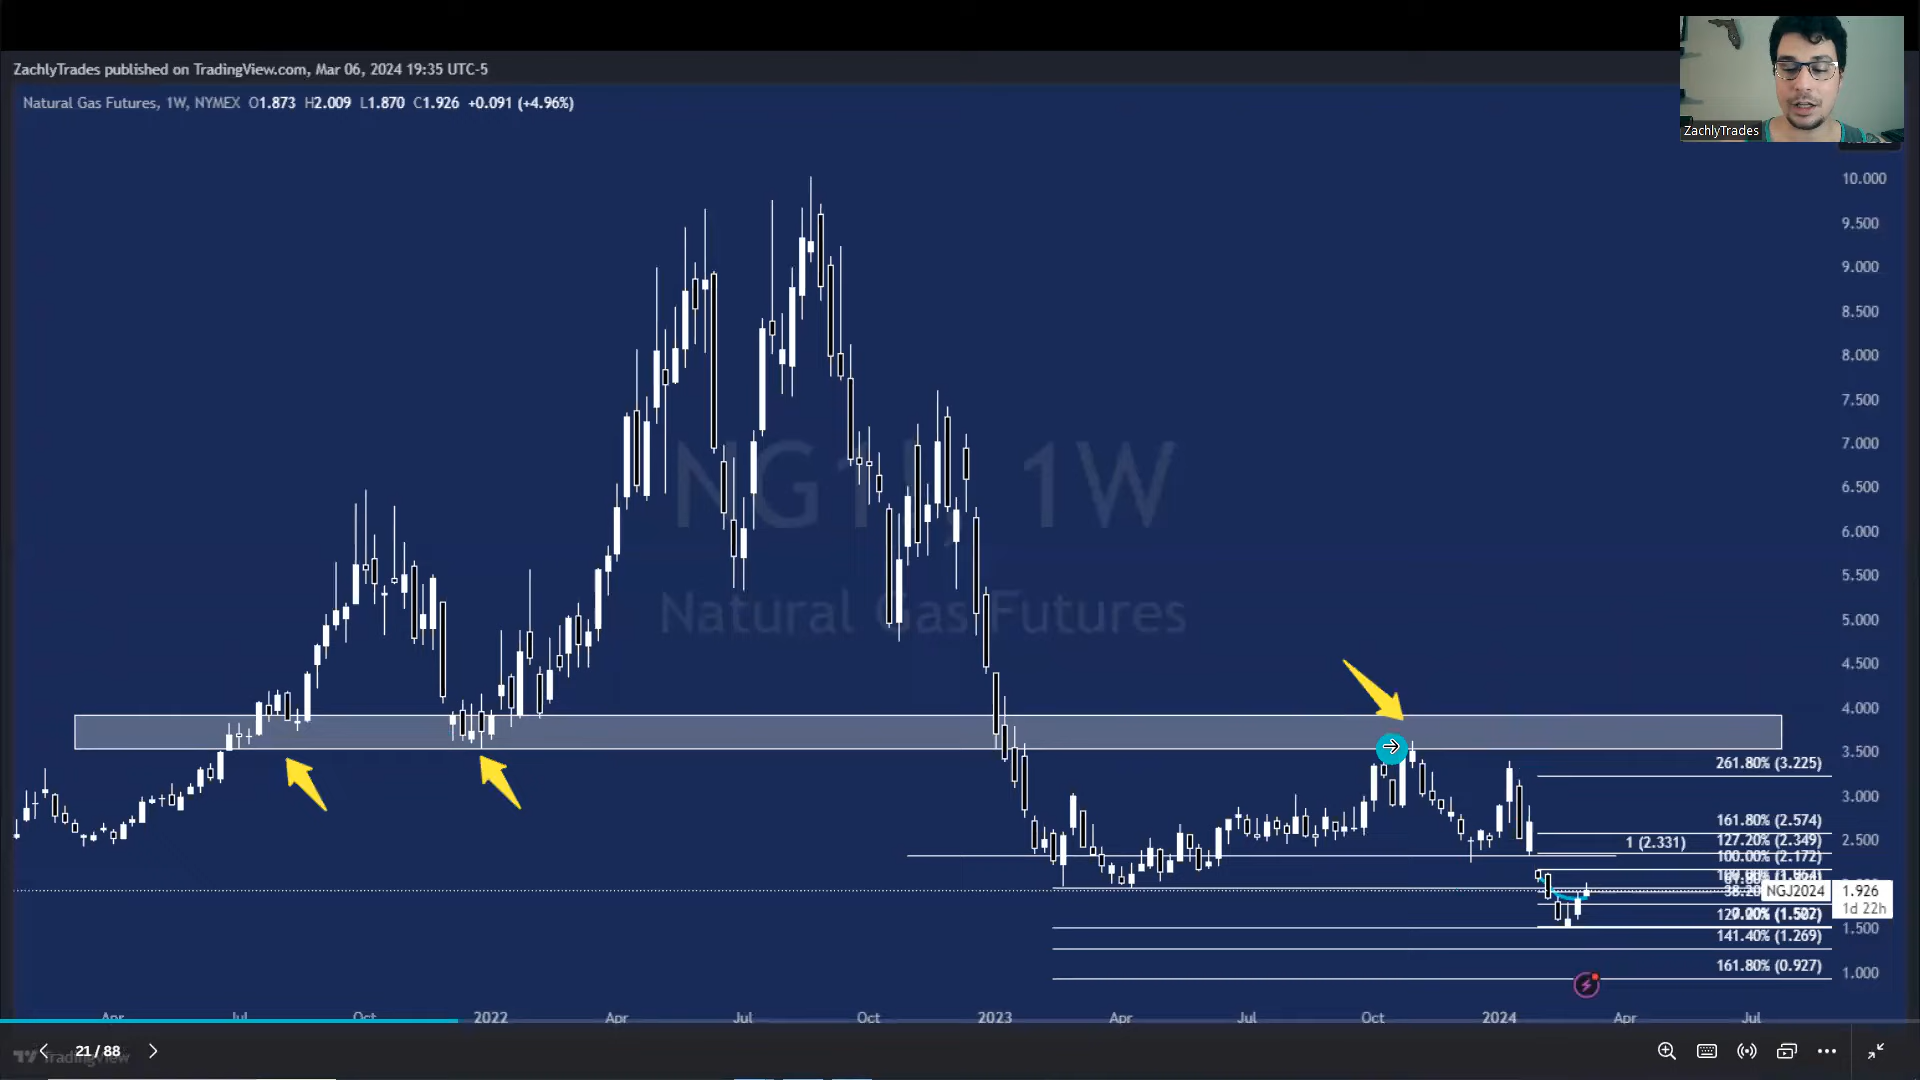 ZachlyTrades published on TradingView.com, Mar 06, 2024 19:35 UTC-5
Natural Gas Futures, 1W, NYMEX O1.873 H2.009 L1.870 C1.926 +0.091 (+4.96%)
ZachlyTrades
10.000
9.500
9.000
8.500
8.000
7.500
7.000
6.500
6.000
5.500
5.000
4.500
4.000
3.500
3.000
2.500
1.500
1.000
NG1!, 1W
Natural Gas Futures
261.80% (3.225)
161.80% (2.574)
127.20% (2.349)
1 (2.331)
100.00% (2.172)
NGJ2024
1.926
1d 22h
141.40% (1.269)
161.80% (0.927)
Apr
Jul
Oct
2022
Apr
Jul
Oct
2023
Apr
Jul
Oct
2024
Apr
Jul
21 / 88
TradingView